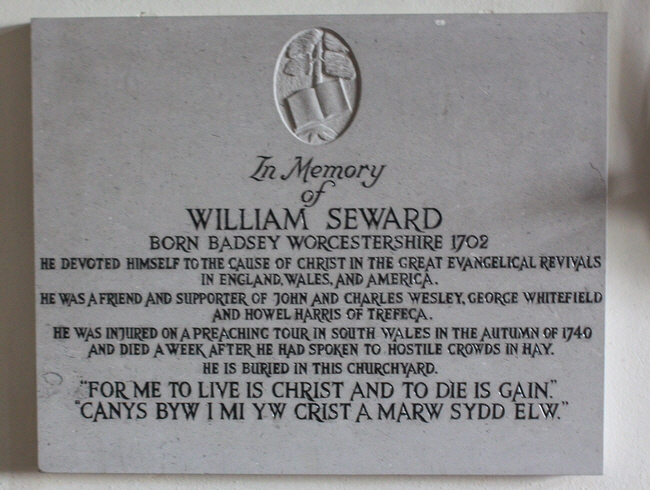 In Memory
of
WILLIAM SEWARD
BORN BADSEY WORCESTERSHIRE 1702
HE DEVOTED HIMSELF TO THE CAUSE OF CHRIST IN THE GREAT EVANGELICAL REVIVALS
IN ENGLAND, WALES, AND AMERICA.
HE WAS A FRIEND AND SUPPORTER OF JOHN AND CHARLES WESLEY, GEORGE WHITEFIELD
AND HOWEL HARRIS OF TREFECA.
HE WAS INJURED ON A PREACHING TOUR IN SOUTH WALES IN THE AUTUMN OF 1740
AND DIED A WEEK AFTER HE HAD SPOKEN TO HOSTILE CROWDS IN HAY.
HE IS BURIED IN THIS CHURCHYARD.
"FOR ME TO LIVE IS CHRIST AND TO DIE IS GAIN."
"CANYS BYW I MI YW CRIST A MARW SYDD ELW."